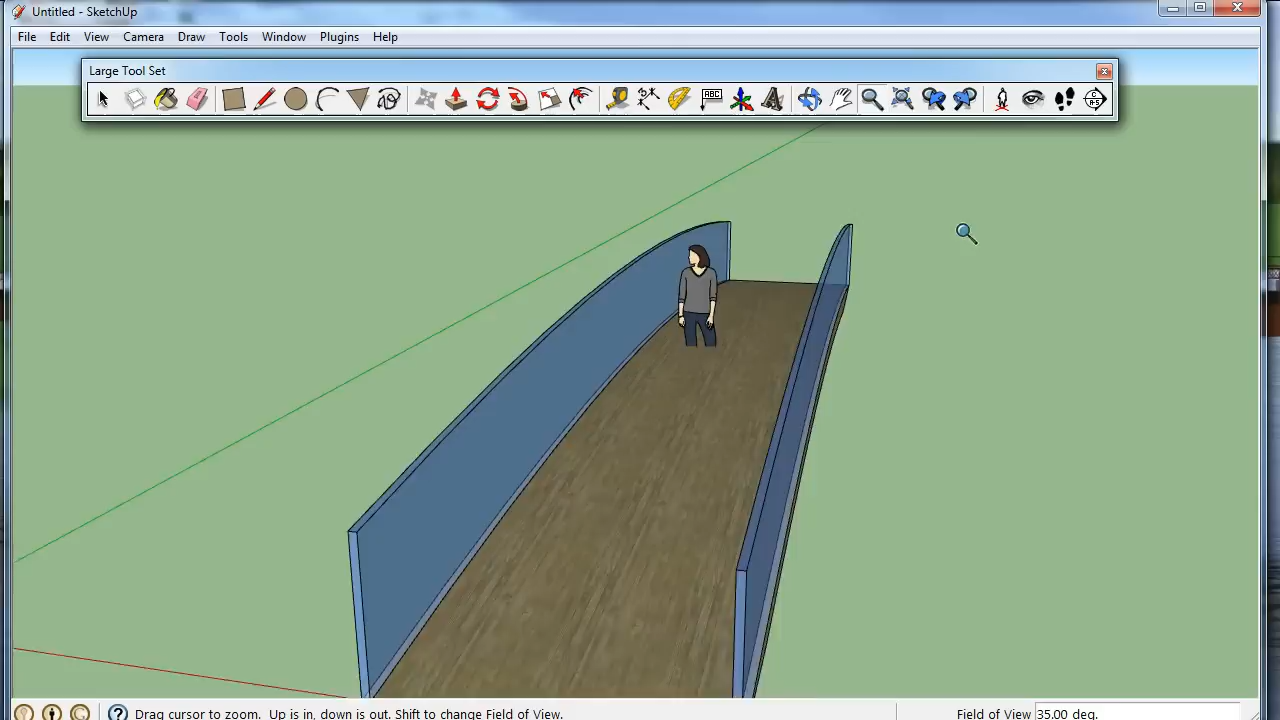 Untitled - SketchUp
File Edit View Camera Draw Tools Window Plugins Help
Large Tool Set
ABC
A
Drag cursor to zoom. Up is in, down is out. Shift to change Field of View. Field of View 35.00 deg.